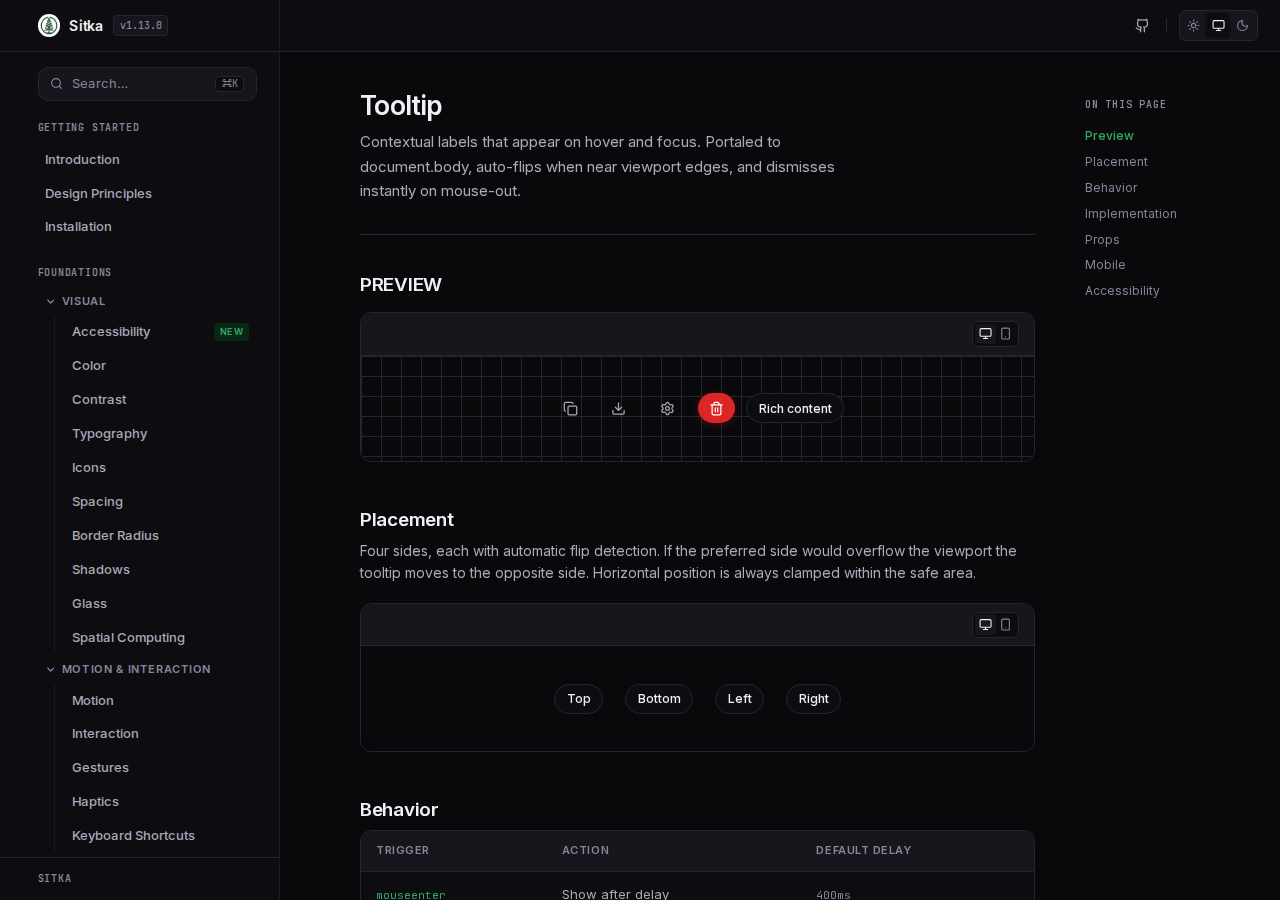 Sitka
v1.13.0
Search...
⌘K
GETTING STARTED
Introduction
Design Principles
Installation
FOUNDATIONS
VISUAL
Accessibility
NEW
Color
Contrast
Typography
Icons
Spacing
Border Radius
Shadows
Glass
Spatial Computing
MOTION & INTERACTION
Motion
Interaction
Gestures
Haptics
Keyboard Shortcuts
SITKA
Tooltip
Contextual labels that appear on hover and focus. Portaled to
document.body, auto-flips when near viewport edges, and dismisses
instantly on mouse-out.
PREVIEW
Rich content
Placement
Four sides, each with automatic flip detection. If the preferred side would overflow the viewport the
tooltip moves to the opposite side. Horizontal position is always clamped within the safe area.
Top
Bottom
Left
Right
Behavior
TRIGGER ACTION DEFAULT DELAY
mouseenter Show after delay 400ms
ON THIS PAGE
Preview
Placement
Behavior
Implementation
Props
Mobile
Accessibility